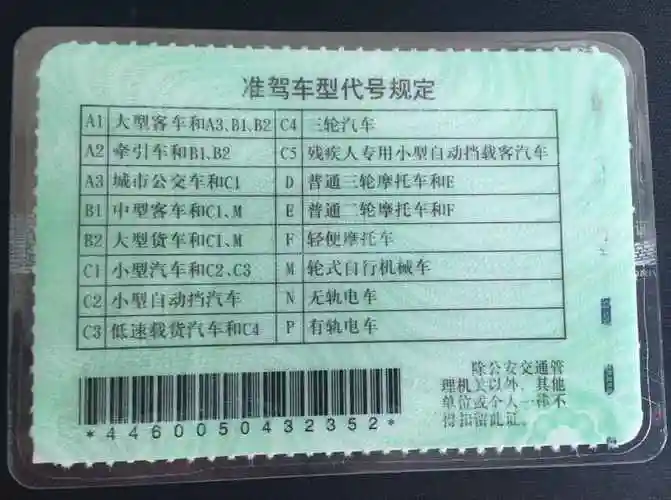 准驾车型代号规定
A1 大型客车和A3、B1、B2 C4 三轮汽车
A2 牵引车和B1、B2 C5 残疾人专用小型自动挡载客汽车
A3 城市公交车和C1 D 普通三轮摩托车和E
B1 中型客车和C1、M E 普通二轮摩托车和F
B2 大型货车和C1、M F 轻便摩托车
C1 小型汽车和C2、C3 M 轮式自行机械车
C2 小型自动挡汽车 N 无轨电车
C3 低速载货汽车和C4 P 有轨电车
除公安交通管
理机关以外，其他
单位或个人一律不
得扣留此证。
*4460050432352*